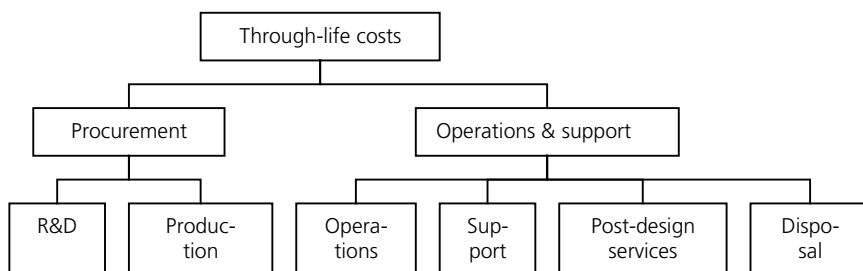 Through-life costs
Procurement
Operations & support
R&D
Produc-
tion
Opera-
tions
Sup-
port
Post-design
services
Dispo-
sal